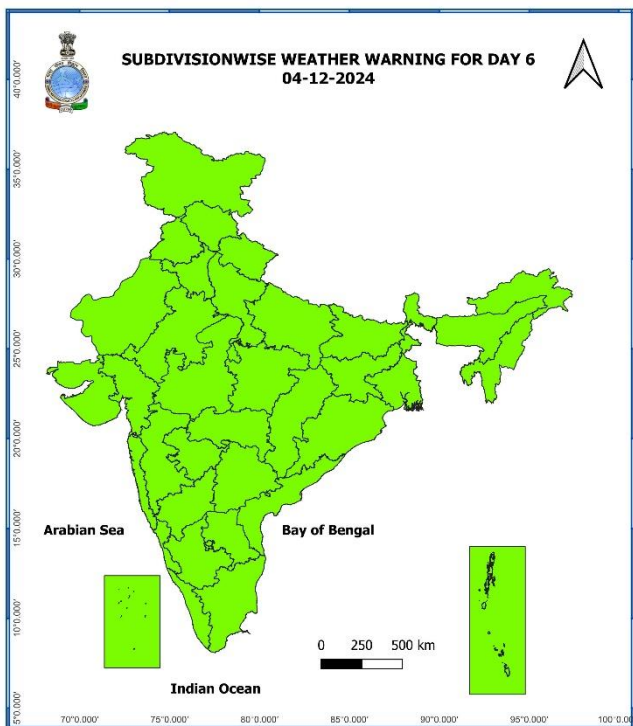 SUBDIVISIONWISE WEATHER WARNING FOR DAY 6
04-12-2024
40°0.000'
35°0.000'
30°0.000'
25°0.000'
20°0.000'
15°0.000'
10°0.000'
5°0.000'
Arabian Sea
Bay of Bengal
0 250 500 km
Indian Ocean
70°0.000' 75°0.000' 80°0.000' 85°0.000' 90°0.000' 95°0.000' 100°0.0